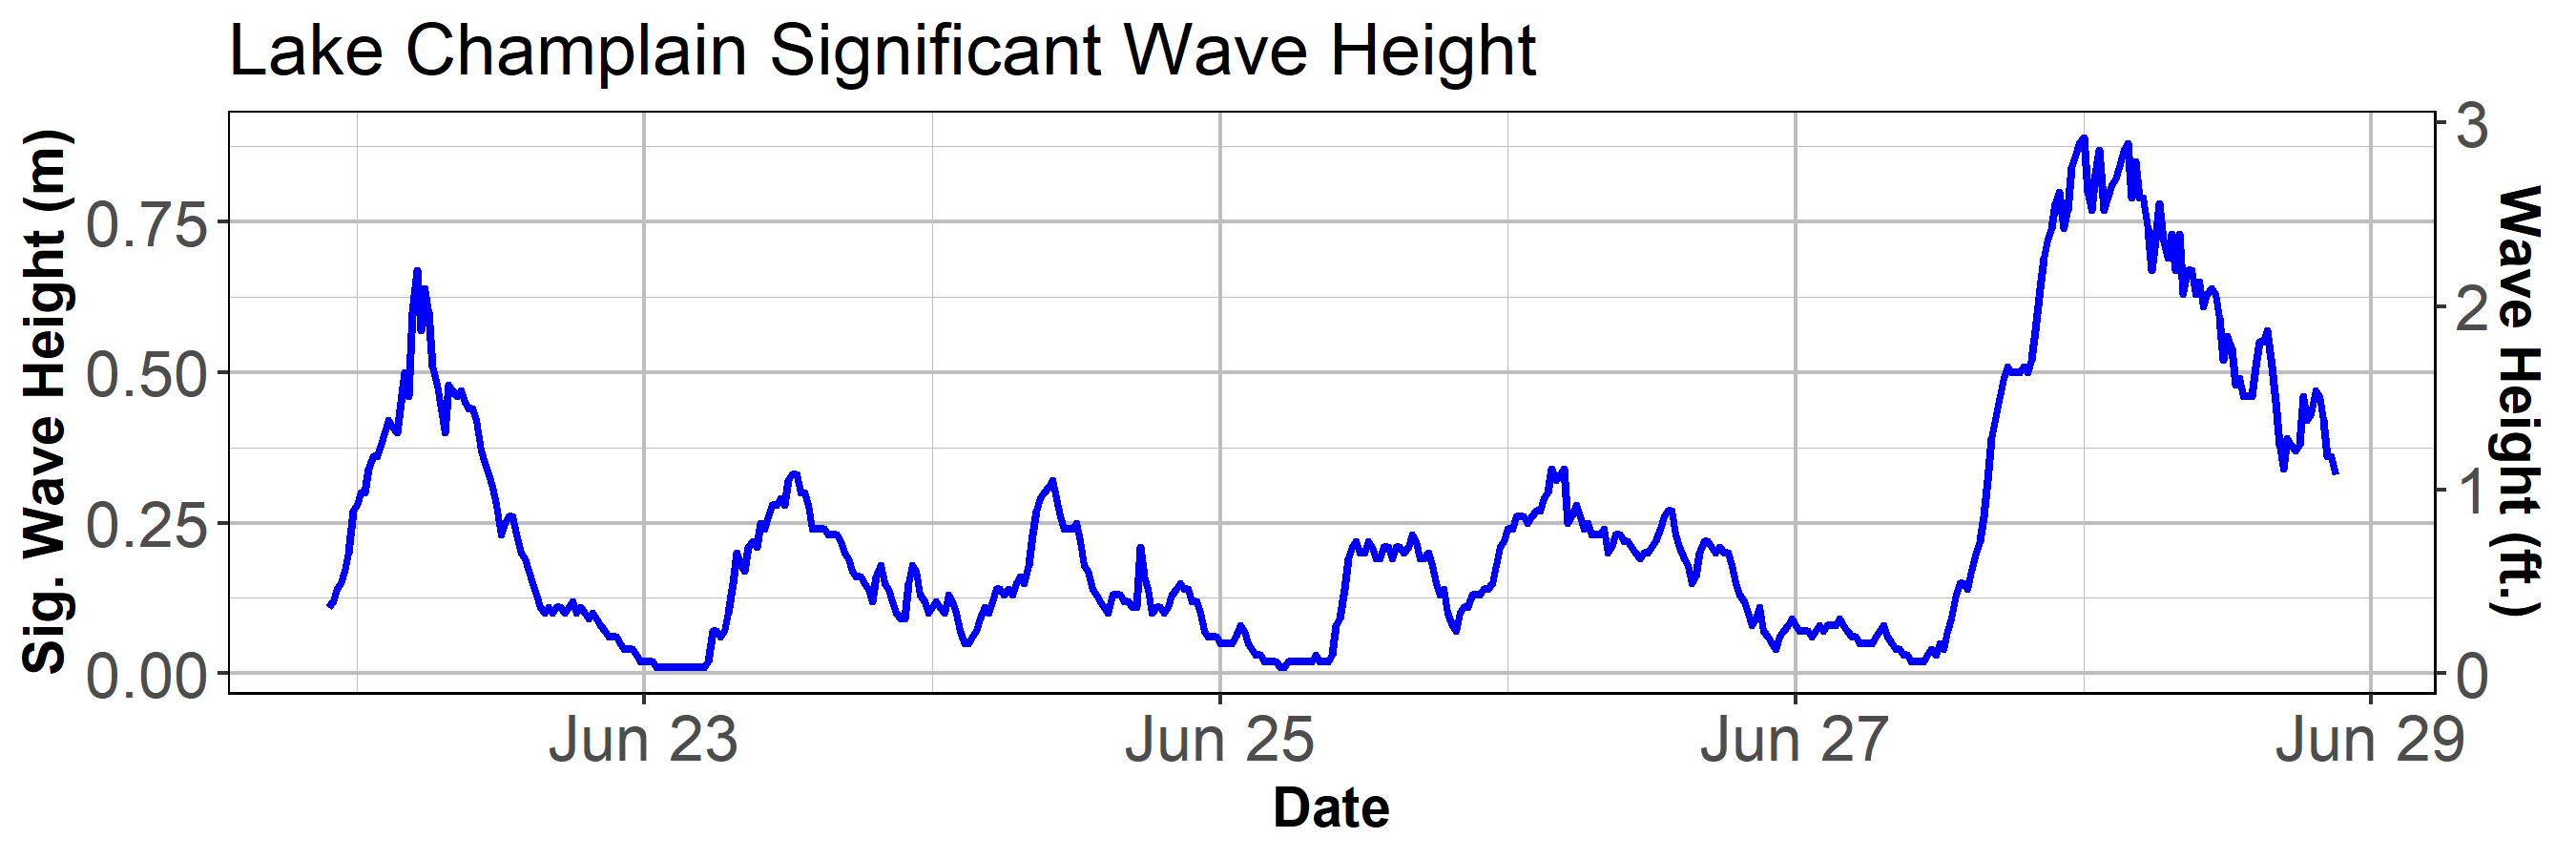 Lake Champlain Significant Wave Height
Sig. Wave Height (m)
0.75
0.50
0.25
0.00
3
2
1
0
Wave Height (ft.)
Jun 23 Jun 25 Jun 27 Jun 29
Date